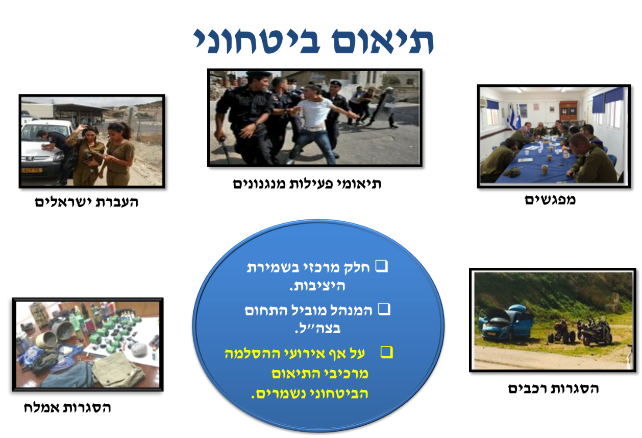 תיאום ביטחוני
תיאומי פעילות מנגנונים
העברת ישראלים
מפגשים
חלק מרכזי בשמירת
היציבות.
המנהל מוביל התחום
בצה״ל.
על אף אירועי ההסלמה
מרכיבי התיאום
הביטחוני נשמרים.
הסגרות רכבים
הסגרות אמלח